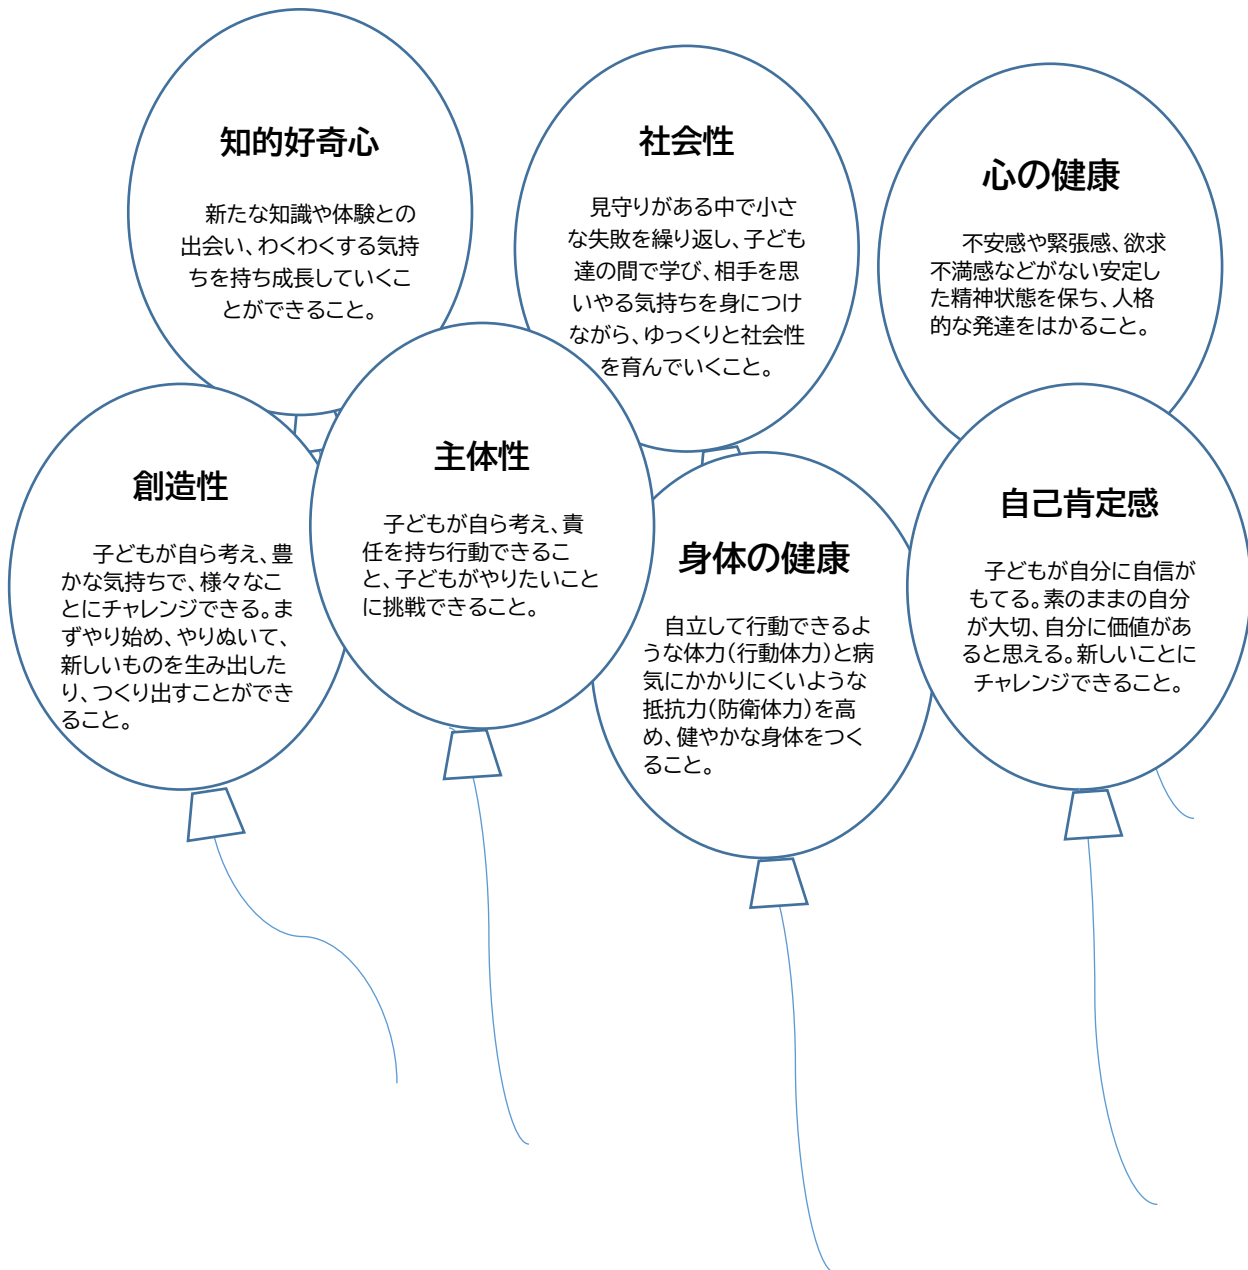 知的好奇心
新たな知識や体験との
出会い、わくわくする気持
ちを持ち成長していくこ
とができること。
社会性
見守りがある中で小さ
な失敗を繰り返し、子ども
達の間で学び、相手を思
いやる気持ちを身につけ
ながら、ゆっくりと社会性
を育んでいくこと。
心の健康
不安感や緊張感、欲求
不満感などがない安定し
た精神状態を保ち、人格
的な発達をはかること。
創造性
子どもが自ら考え、豊
かな気持ちで、様々なこ
とにチャレンジできる。ま
ずやり始め、やりぬいて、
新しいものを生み出した
り、つくり出すことができ
ること。
主体性
子どもが自ら考え、責
任を持ち行動できるこ
と、子どもがやりたいこと
に挑戦できること。
身体の健康
自立して行動できるよ
うな体力(行動体力)と病
気にかかりにくいような
抵抗力(防衛体力)を高
め、健やかな身体をつく
ること。
自己肯定感
子どもが自分に自信が
もてる。素のままの自分
が大切、自分に価値があ
ると思える。新しいことに
チャレンジできること。